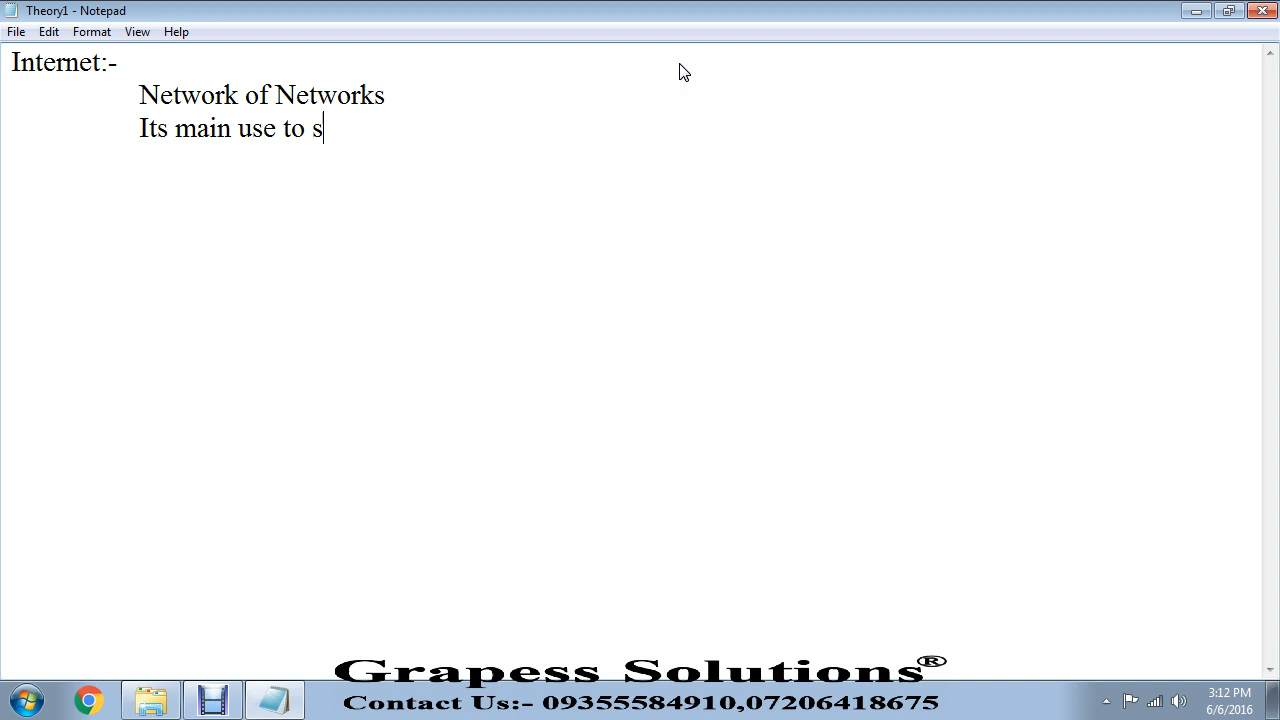 Theory1 - Notepad
File Edit Format View Help
Internet:-
Network of Networks
Its main use to s
Grapess Solutions®
Contact Us:- 09355584910,07206418675
3:12 PM
6/6/2016